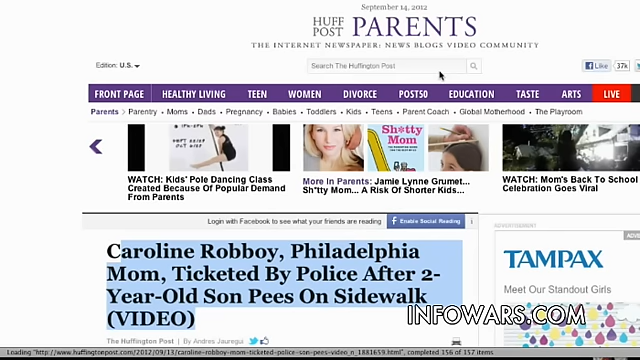 September 14, 2012
HUFF POST PARENTS
THE INTERNET NEWSPAPER: NEWS BLOGS VIDEO COMMUNITY
Edition: U.S.
Search The Huffington Post
Like 37k
FRONT PAGE HEALTHY LIVING TEEN WOMEN DIVORCE POST50 EDUCATION TASTE ARTS LIVE
Parents Parentry Moms Dads Pregnancy Babies Toddlers Kids Teens Parent Coach Global Motherhood The Playroom
Sh*tty Mom
WATCH: Kids' Pole Dancing Class
Created Because Of Popular Demand
From Parents
More In Parents: Jamie Lynne Grumet...
Sh*tty Mom... A Risk Of Shorter Kids...
WATCH: Mom's Back To School
Celebration Goes Viral
Login with Facebook to see what your friends are reading
Enable Social Reading
i
ADVERTISEMENT
Caroline Robboy, Philadelphia
Mom, Ticketed By Police After 2-
Year-Old Son Pees On Sidewalk
(VIDEO)
TAMPAX
Meet Our Standout Girls
INFOWARS.COM
The Huffington Post | By Andres Jauregui
Loading "http://www.huffingtonpost.com/2012/09/13/caroline-robboy-mom-ticketed-police-son-pees-video_n_1881659.html", completed 156 of 157 items